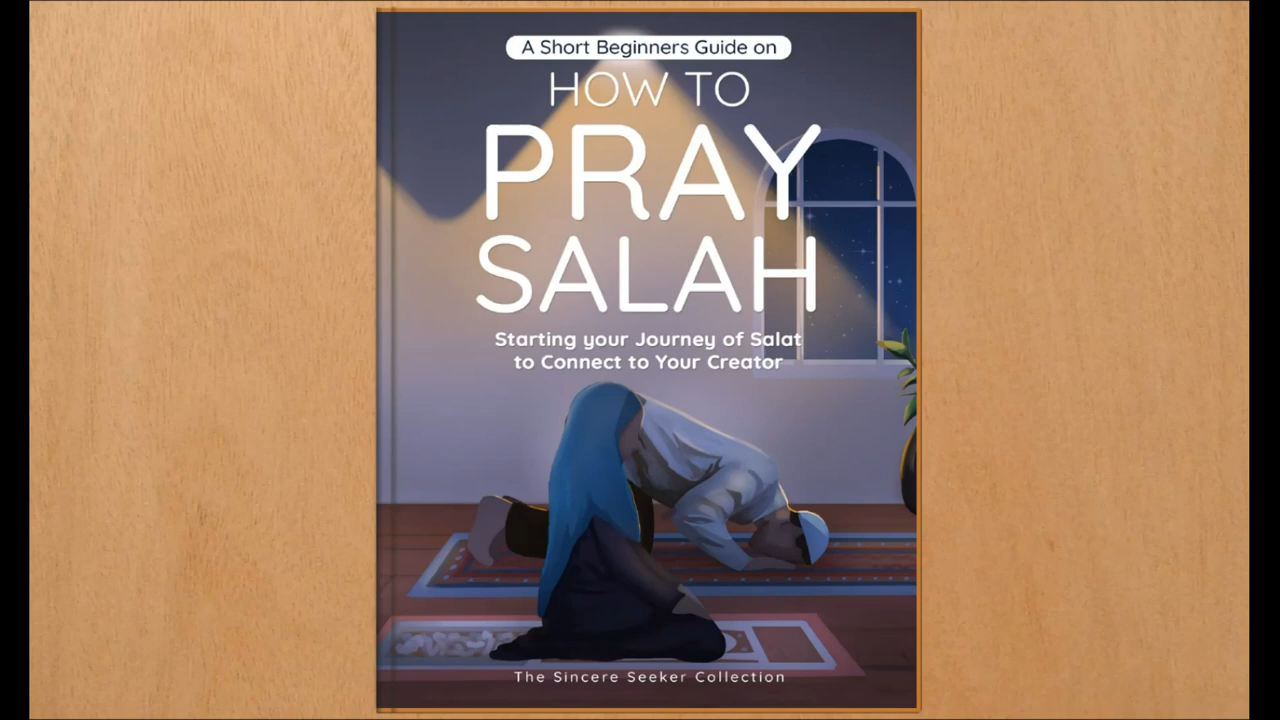 A Short Beginners Guide on
HOW TO
PRAY
SALAH
Starting your Journey of Salat
to Connect to Your Creator
The Sincere Seeker Collection